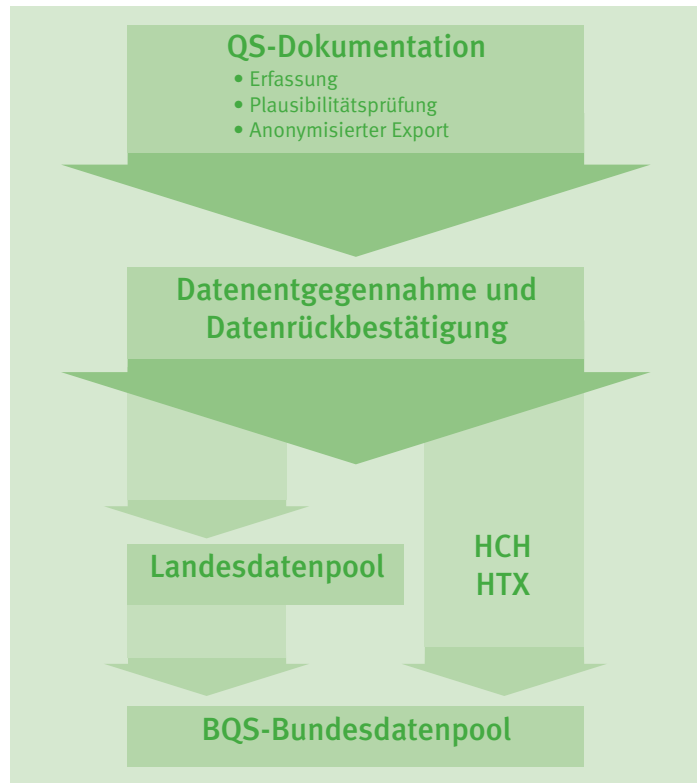 QS-Dokumentation
• Erfassung
• Plausibilitätsprüfung
• Anonymisierter Export
Datenentgegennahme und
Datenrückbestätigung
HCH
HTX
Landesdatenpool
BQS-Bundesdatenpool